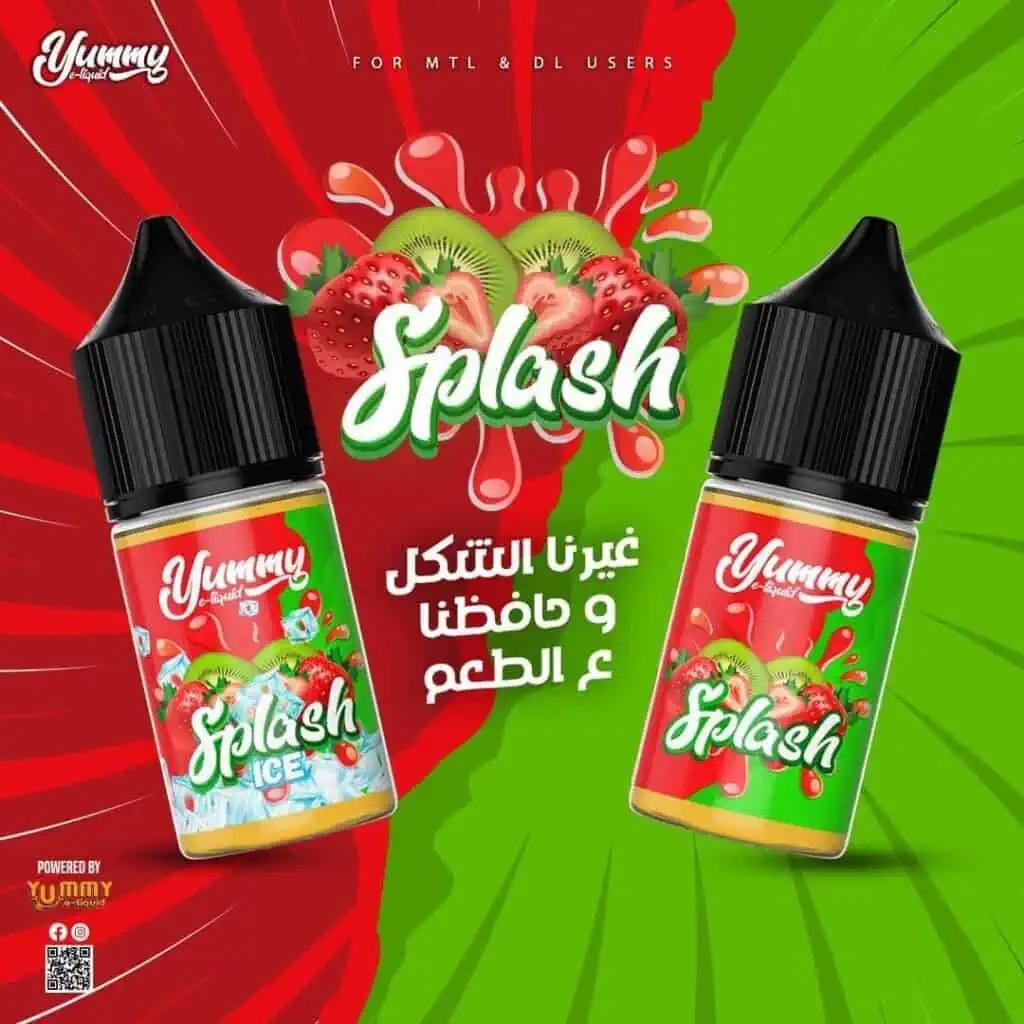 Yummy
e-liquid
FOR MTL & DL USERS
Splash
غيرنا الشكل
و حافظنا
ع الطعم
Yummy
e-liquid
Splash
ICE
Yummy
e-liquid
Splash
POWERED BY
YUMMY
e-liquid